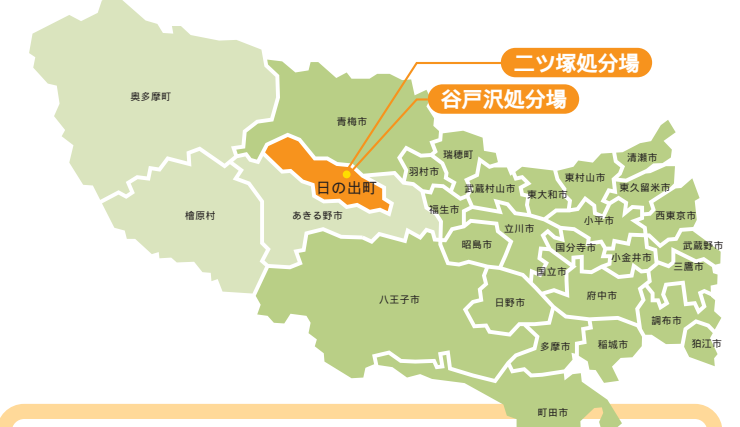 二ツ塚処分場
谷戸沢処分場
奥多摩町
青梅市
瑞穂町
清瀬市
羽村市
東村山市
武蔵村山市
東大和市
東久留米市
日の出町
檜原村
あきる野市
福生市
小平市
西東京市
立川市
昭島市
国分寺市
武蔵野市
小金井市
三鷹市
国立市
八王子市
日野市
府中市
調布市
多摩市
稲城市
狛江市
町田市